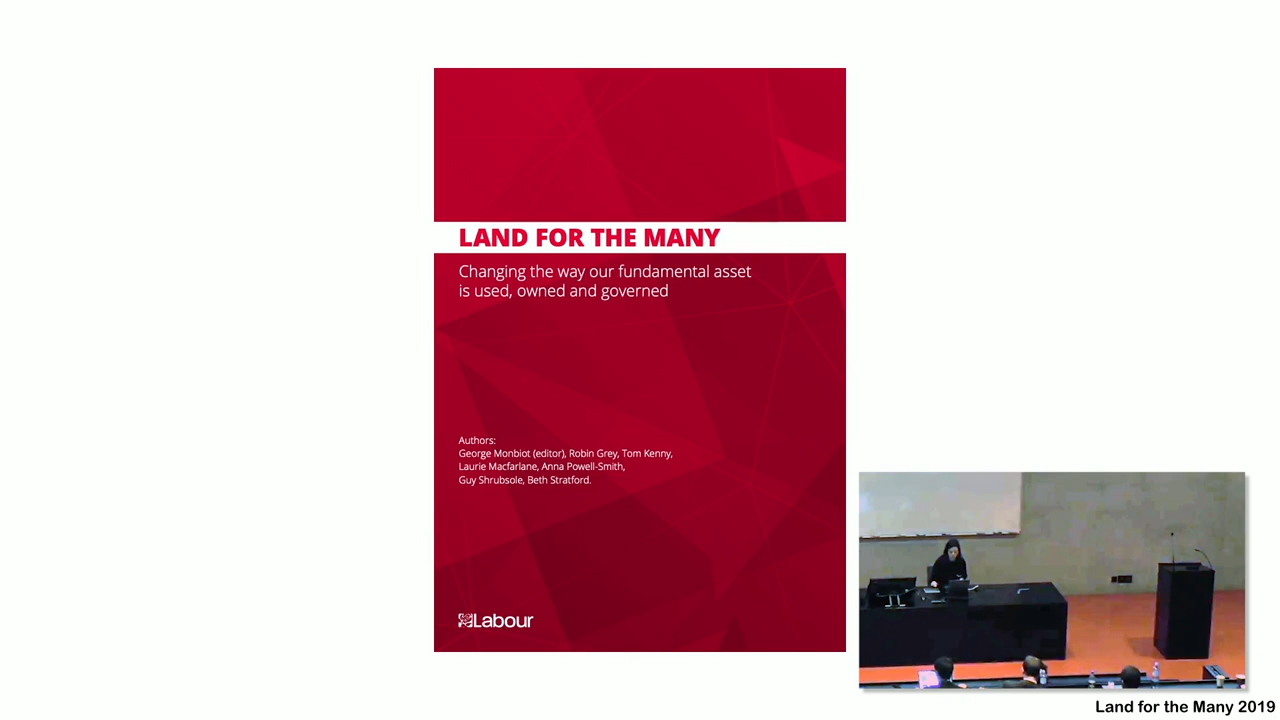 LAND FOR THE MANY
Changing the way our fundamental asset
is used, owned and governed
Authors:
George Monbiot (editor), Robin Grey, Tom Kenny,
Laurie Macfarlane, Anna Powell-Smith,
Guy Shrubsole, Beth Stratford.
Labour
Land for the Many 2019